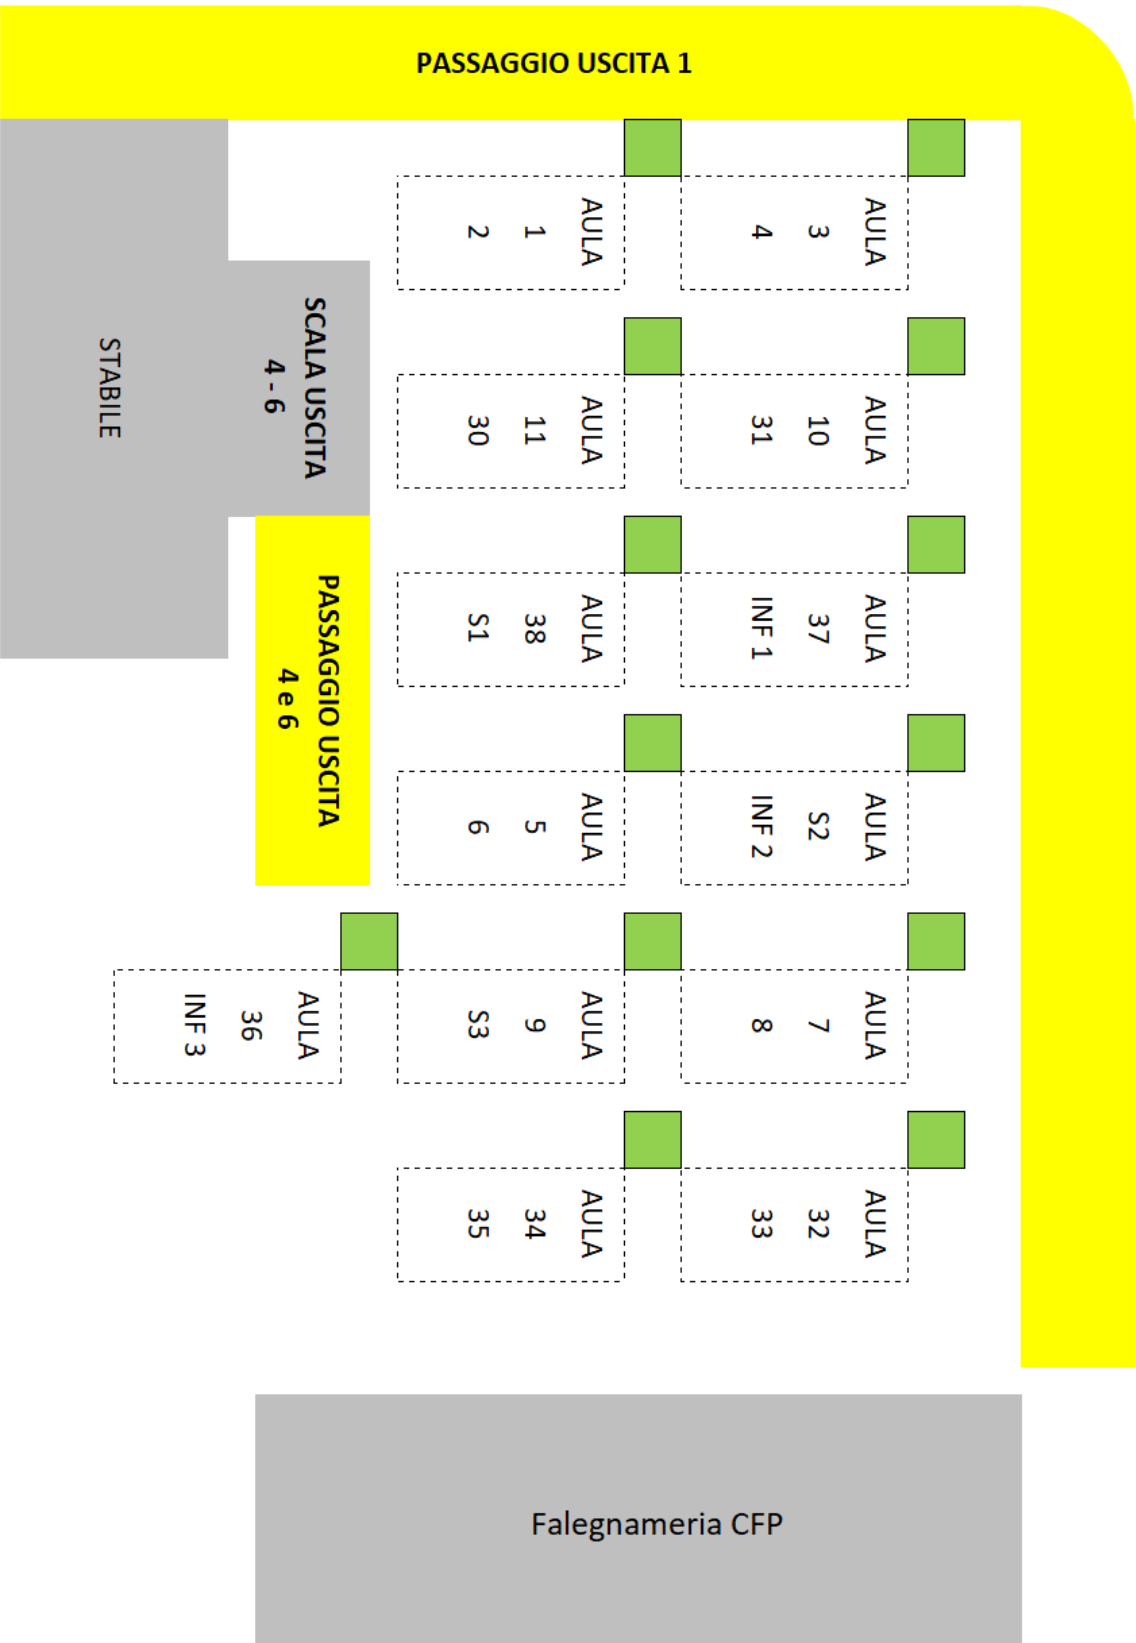 PASSAGGIO USCITA 1
AULA
1
2
AULA
3
4
STABILE
SCALA USCITA
4 - 6
AULA
11
30
AULA
10
31
PASSAGGIO USCITA
4 e 6
AULA
38
S1
AULA
37
INF 1
AULA
5
6
AULA
S2
INF 2
AULA
36
INF 3
AULA
9
S3
AULA
7
8
AULA
34
35
AULA
32
33
Falegnameria CFP